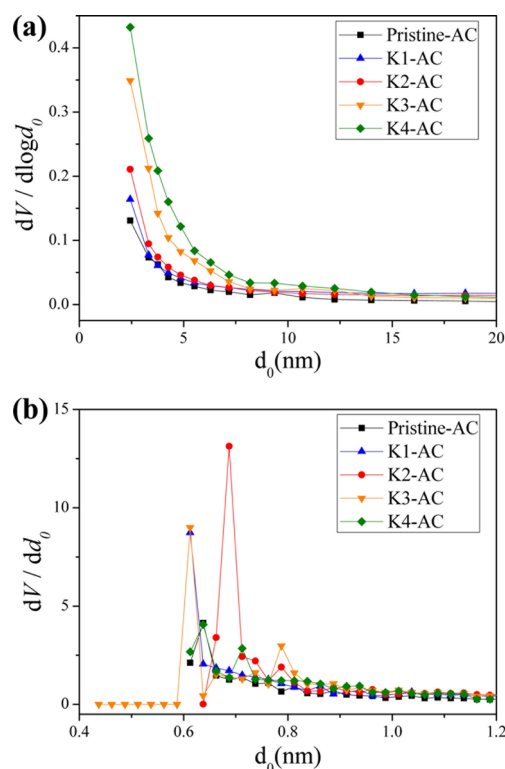 (a)
Pristine-AC
K1-AC
K2-AC
K3-AC
K4-AC
dV / dlogd₀
0.4
0.3
0.2
0.1
0.0
0 5 10 15 20
d₀(nm)
(b)
Pristine-AC
K1-AC
K2-AC
K3-AC
K4-AC
dV / dd₀
15
10
5
0
0.4 0.6 0.8 1.0 1.2
d₀(nm)